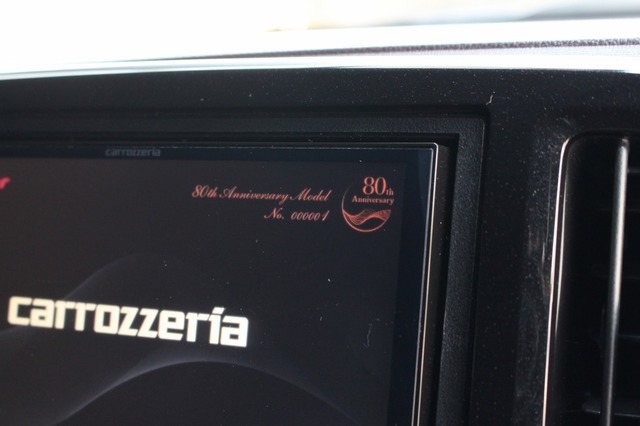 carrozzeria
80th Anniversary Model
No. 000001
80th
Anniversary
carrozzeria